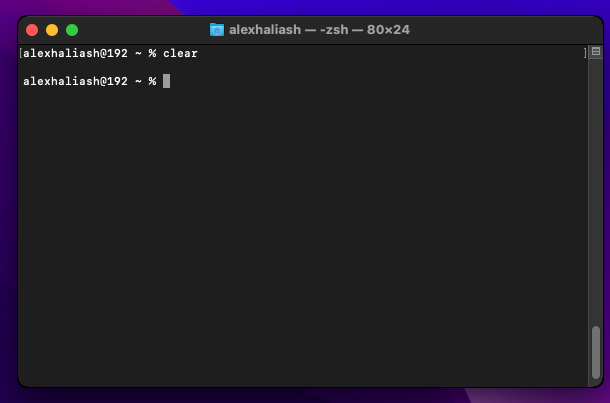 alexhaliash — -zsh — 80×24
[alexhaliash@192 ~ % clear ]
alexhaliash@192 ~ %